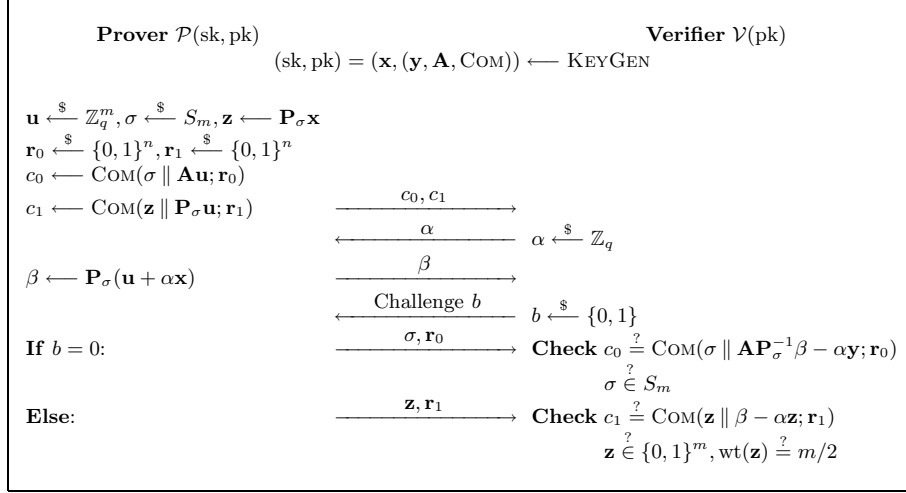 Prover 𝒫(sk, pk) Verifier 𝒱(pk)
(sk, pk) = (x, (y, A, COM)) ⟵ KEYGEN
u ⟵$ ℤ_q^m, σ ⟵$ S_m, z ⟵ P_σx
r_0 ⟵$ {0, 1}^n, r_1 ⟵$ {0, 1}^n
c_0 ⟵ COM(σ ∥ Au; r_0)
c_1 ⟵ COM(z ∥ P_σu; r_1) c_0, c_1
α α ⟵$ ℤ_q
β ⟵ P_σ(u + αx) β
Challenge b b ⟵$ {0, 1}
If b = 0: σ, r_0 Check c_0 ≟ COM(σ ∥ AP_σ^{-1}β − αy; r_0)
σ ∈? S_m
Else: z, r_1 Check c_1 ≟ COM(z ∥ β − αz; r_1)
z ∈? {0, 1}^m, wt(z) ≟ m/2